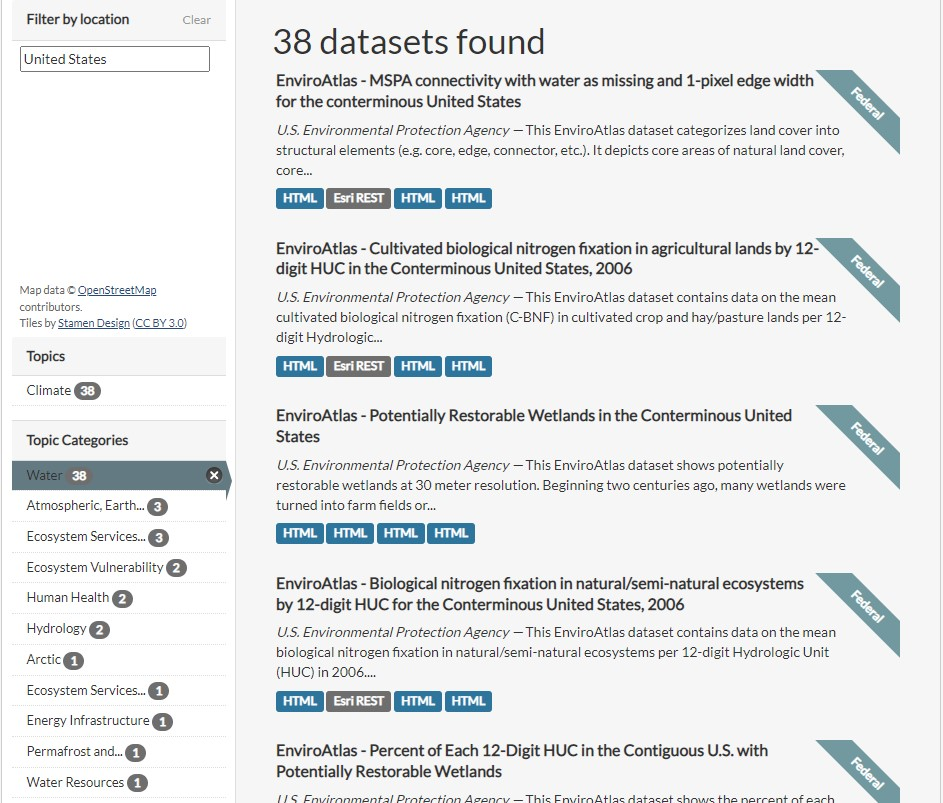 Filter by location
Clear
United States
Map data © OpenStreetMap
contributors.
Tiles by Stamen Design (CC BY 3.0)
Topics
Climate 38
Topic Categories
Water 38
Atmospheric, Earth... 3
Ecosystem Services... 3
Ecosystem Vulnerability 2
Human Health 2
Hydrology 2
Arctic 1
Ecosystem Services... 1
Energy Infrastructure 1
Permafrost and... 1
Water Resources 1
38 datasets found
EnviroAtlas - MSPA connectivity with water as missing and 1-pixel edge width
for the conterminous United States
Federal
U.S. Environmental Protection Agency — This EnviroAtlas dataset categorizes land cover into
structural elements (e.g. core, edge, connector, etc.). It depicts core areas of natural land cover,
core...
HTML Esri REST HTML HTML
EnviroAtlas - Cultivated biological nitrogen fixation in agricultural lands by 12-
digit HUC in the Conterminous United States, 2006
Federal
U.S. Environmental Protection Agency — This EnviroAtlas dataset contains data on the mean
cultivated biological nitrogen fixation (C-BNF) in cultivated crop and hay/pasture lands per 12-
digit Hydrologic...
HTML Esri REST HTML HTML
EnviroAtlas - Potentially Restorable Wetlands in the Conterminous United
States
Federal
U.S. Environmental Protection Agency — This EnviroAtlas dataset shows potentially
restorable wetlands at 30 meter resolution. Beginning two centuries ago, many wetlands were
turned into farm fields or...
HTML HTML HTML HTML
EnviroAtlas - Biological nitrogen fixation in natural/semi-natural ecosystems
by 12-digit HUC for the Conterminous United States, 2006
Federal
U.S. Environmental Protection Agency — This EnviroAtlas dataset contains data on the mean
biological nitrogen fixation in natural/semi-natural ecosystems per 12-digit Hydrologic Unit
(HUC) in 2006....
HTML Esri REST HTML HTML
EnviroAtlas - Percent of Each 12-Digit HUC in the Contiguous U.S. with
Potentially Restorable Wetlands
Federal
U.S. Environmental Protection Agency — This EnviroAtlas dataset shows the percent of each